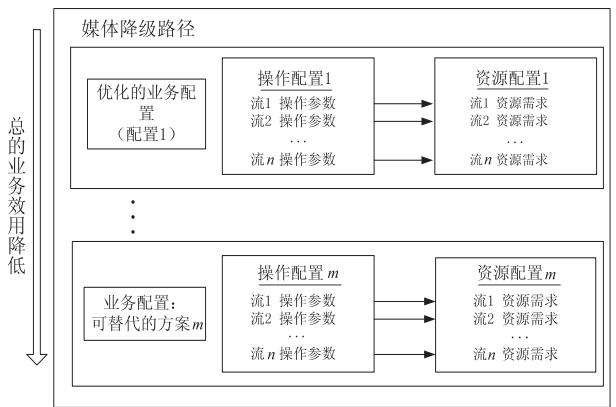 媒体降级路径
总的业务效用降低
优化的业务配置
（配置1）
操作配置1
流1 操作参数
流2 操作参数
...
流n 操作参数
资源配置1
流1 资源需求
流2 资源需求
...
流n 资源需求
业务配置：
可替代的方案m
操作配置m
流1 操作参数
流2 操作参数
...
流n 操作参数
资源配置m
流1 资源需求
流2 资源需求
...
流n 资源需求